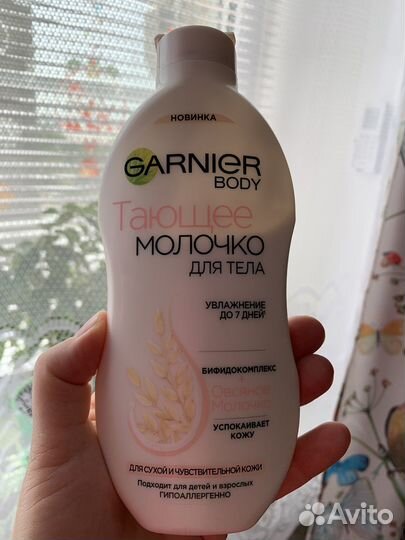 НОВИНКА
GARNIER
BODY
Тающее
МОЛОЧКО
ДЛЯ ТЕЛА
УВЛАЖНЕНИЕ
ДО 7 ДНЕЙ¹
БИФИДОКОМПЛЕКС
+
Овсяное
Молочко
УСПОКАИВАЕТ
КОЖУ
ДЛЯ СУХОЙ И ЧУВСТВИТЕЛЬНОЙ КОЖИ
Подходит для детей и взрослых
ГИПОАЛЛЕРГЕННО
Avito